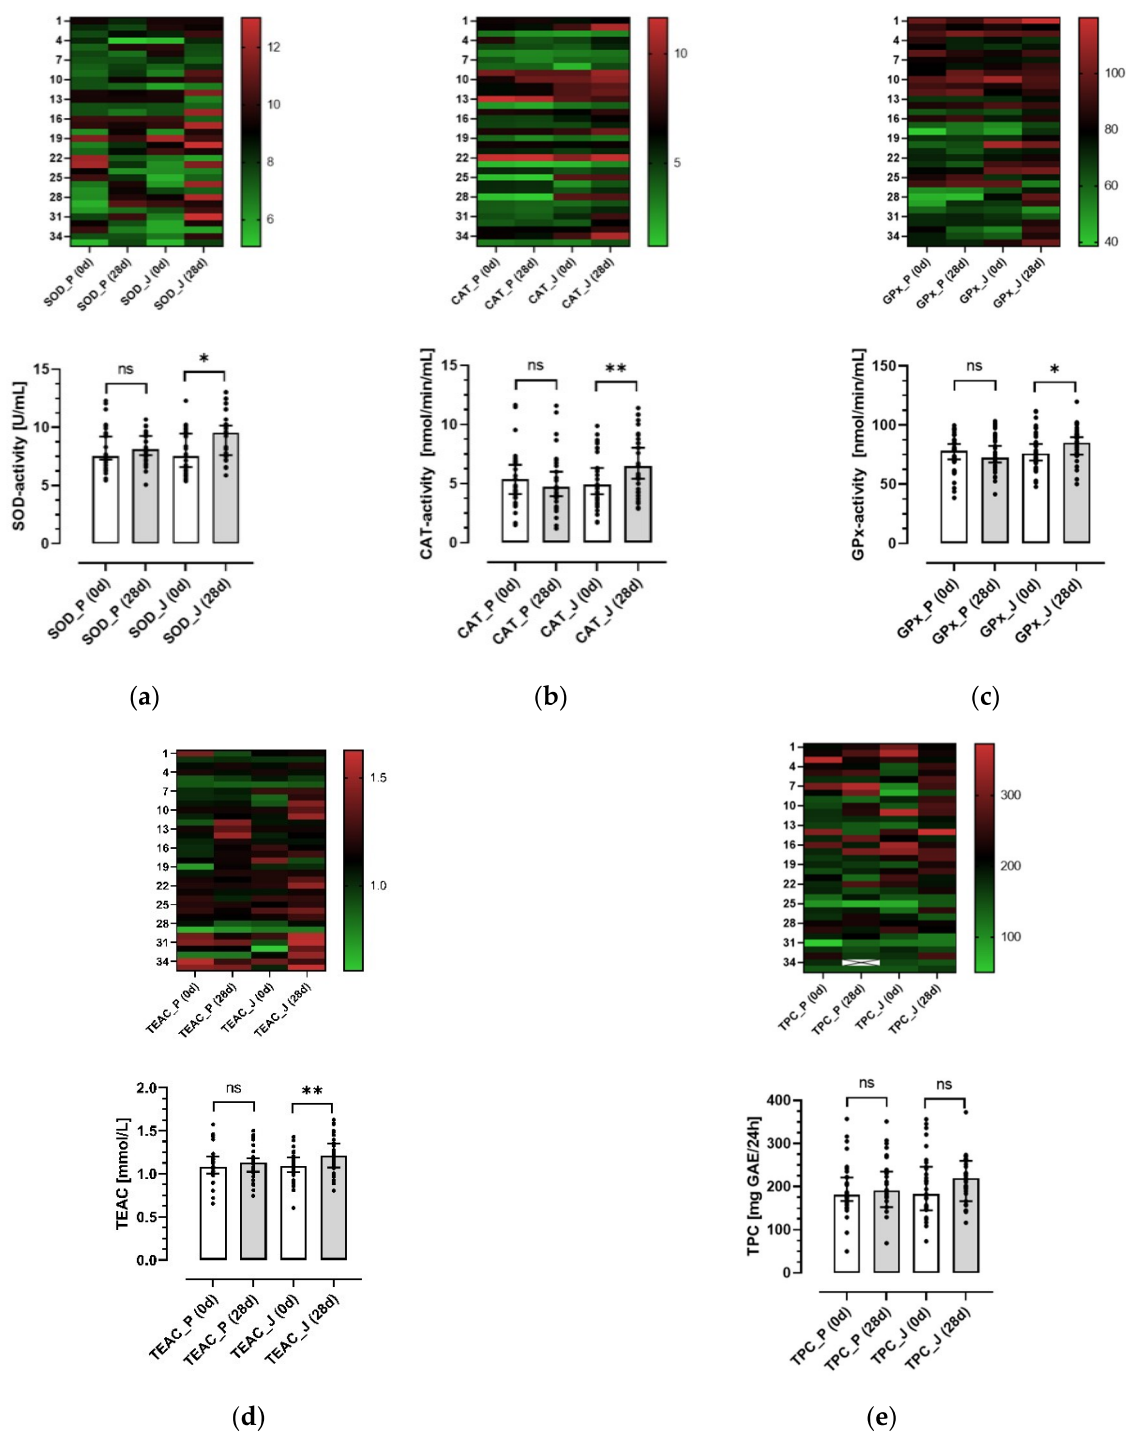 1
4
7
10
13
16
19
22
25
28
31
34
12
10
8
6
SOD_P (0d)
SOD_P (28d)
SOD_J (0d)
SOD_J (28d)
1
4
7
10
13
16
19
22
25
28
31
34
10
5
CAT_P (0d)
CAT_P (28d)
CAT_J (0d)
CAT_J (28d)
1
4
7
10
13
16
19
22
25
28
31
34
100
80
60
40
GPx_P (0d)
GPx_P (28d)
GPx_J (0d)
GPx_J (28d)
SOD-activity [U/mL]
15
10
5
0
ns
*
SOD_P (0d)
SOD_P (28d)
SOD_J (0d)
SOD_J (28d)
(a)
CAT-activity [nmol/min/mL]
15
10
5
0
ns
**
CAT_P (0d)
CAT_P (28d)
CAT_J (0d)
CAT_J (28d)
(b)
GPx-activity [nmol/min/mL]
150
100
50
0
ns
*
GPx_P (0d)
GPx_P (28d)
GPx_J (0d)
GPx_J (28d)
(c)
1
4
7
10
13
16
19
22
25
28
31
34
1.5
1.0
TEAC_P (0d)
TEAC_P (28d)
TEAC_J (0d)
TEAC_J (28d)
1
4
7
10
13
16
19
22
25
28
31
34
300
200
100
TPC_P (0d)
TPC_P (28d)
TPC_J (0d)
TPC_J (28d)
TEAC [mmol/L]
2.0
1.5
1.0
0.5
0.0
ns
**
TEAC_P (0d)
TEAC_P (28d)
TEAC_J (0d)
TEAC_J (28d)
(d)
TPC [mg GAE/24h]
400
300
200
100
0
ns
ns
TPC_P (0d)
TPC_P (28d)
TPC_J (0d)
TPC_J (28d)
(e)